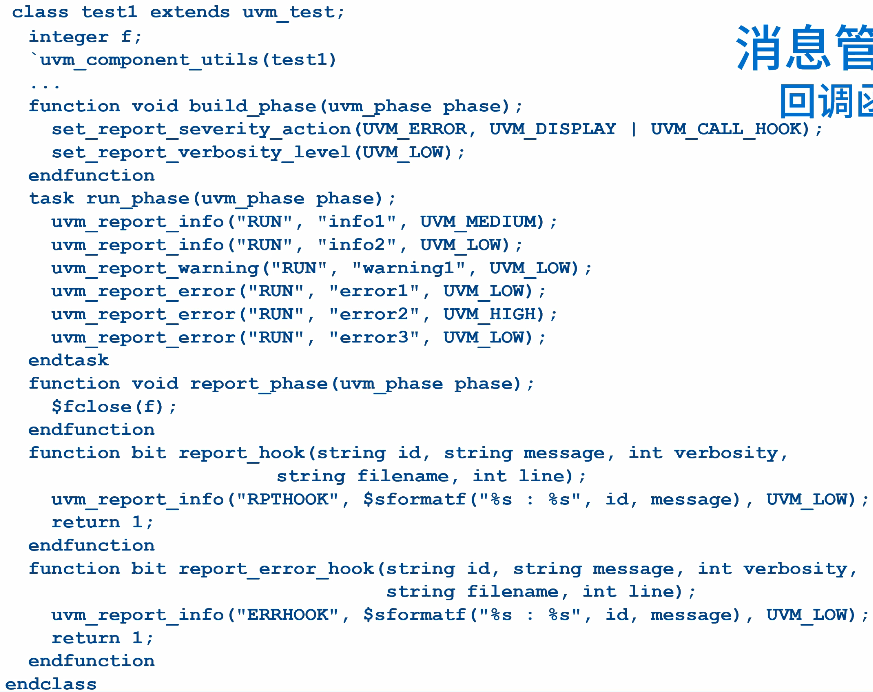 class test1 extends uvm_test;
integer f;
`uvm_component_utils(test1)
...
function void build_phase(uvm_phase phase);
set_report_severity_action(UVM_ERROR, UVM_DISPLAY | UVM_CALL_HOOK);
set_report_verbosity_level(UVM_LOW);
endfunction
task run_phase(uvm_phase phase);
uvm_report_info("RUN", "info1", UVM_MEDIUM);
uvm_report_info("RUN", "info2", UVM_LOW);
uvm_report_warning("RUN", "warning1", UVM_LOW);
uvm_report_error("RUN", "error1", UVM_LOW);
uvm_report_error("RUN", "error2", UVM_HIGH);
uvm_report_error("RUN", "error3", UVM_LOW);
endtask
function void report_phase(uvm_phase phase);
$fclose(f);
endfunction
function bit report_hook(string id, string message, int verbosity,
string filename, int line);
uvm_report_info("RPTHOOK", $sformatf("%s : %s", id, message), UVM_LOW);
return 1;
endfunction
function bit report_error_hook(string id, string message, int verbosity,
string filename, int line);
uvm_report_info("ERRHOOK", $sformatf("%s : %s", id, message), UVM_LOW);
return 1;
endfunction
endclass
消息管
回调函